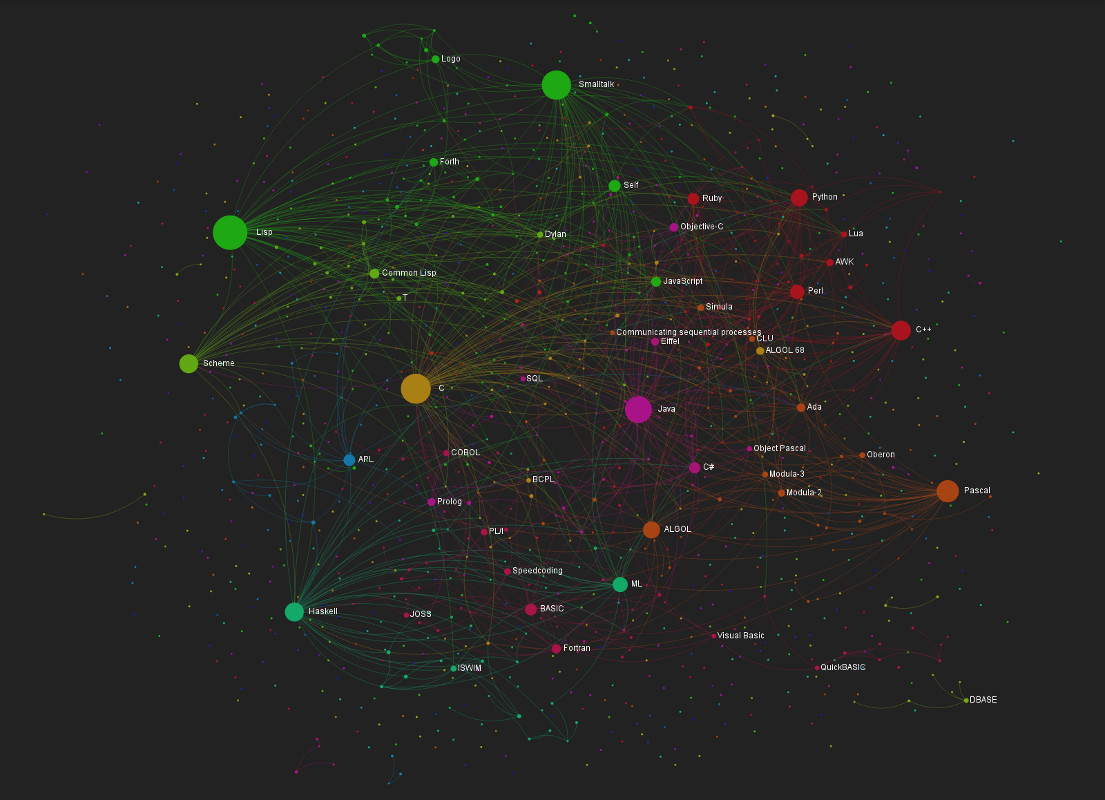 Logo
Smalltalk
Forth
Self
Ruby
Python
Objective-C
Lisp
Dylan
Lua
AWK
Common Lisp
JavaScript
Perl
T
Simula
Communicating sequential processes
C++
CLU
Eiffel
ALGOL 68
Scheme
SQL
C
Java
Ada
Object Pascal
COBOL
Oberon
APL
C#
Modula-3
BCPL
Pascal
Modula-2
Prolog
PL/I
ALGOL
Speedcoding
ML
BASIC
Haskell
JOSS
Visual Basic
Fortran
ISWIM
QuickBASIC
DBASE